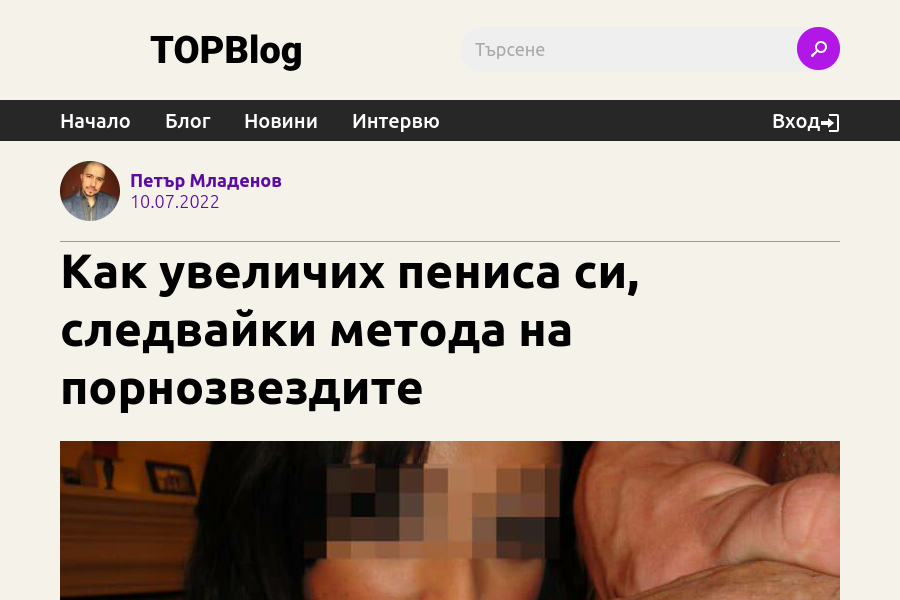 TOPBlog
Търсене
Начало Блог Новини Интервю Вход
Петър Младенов
10.07.2022
Как увеличих пениса си,
следвайки метода на
порнозвездите